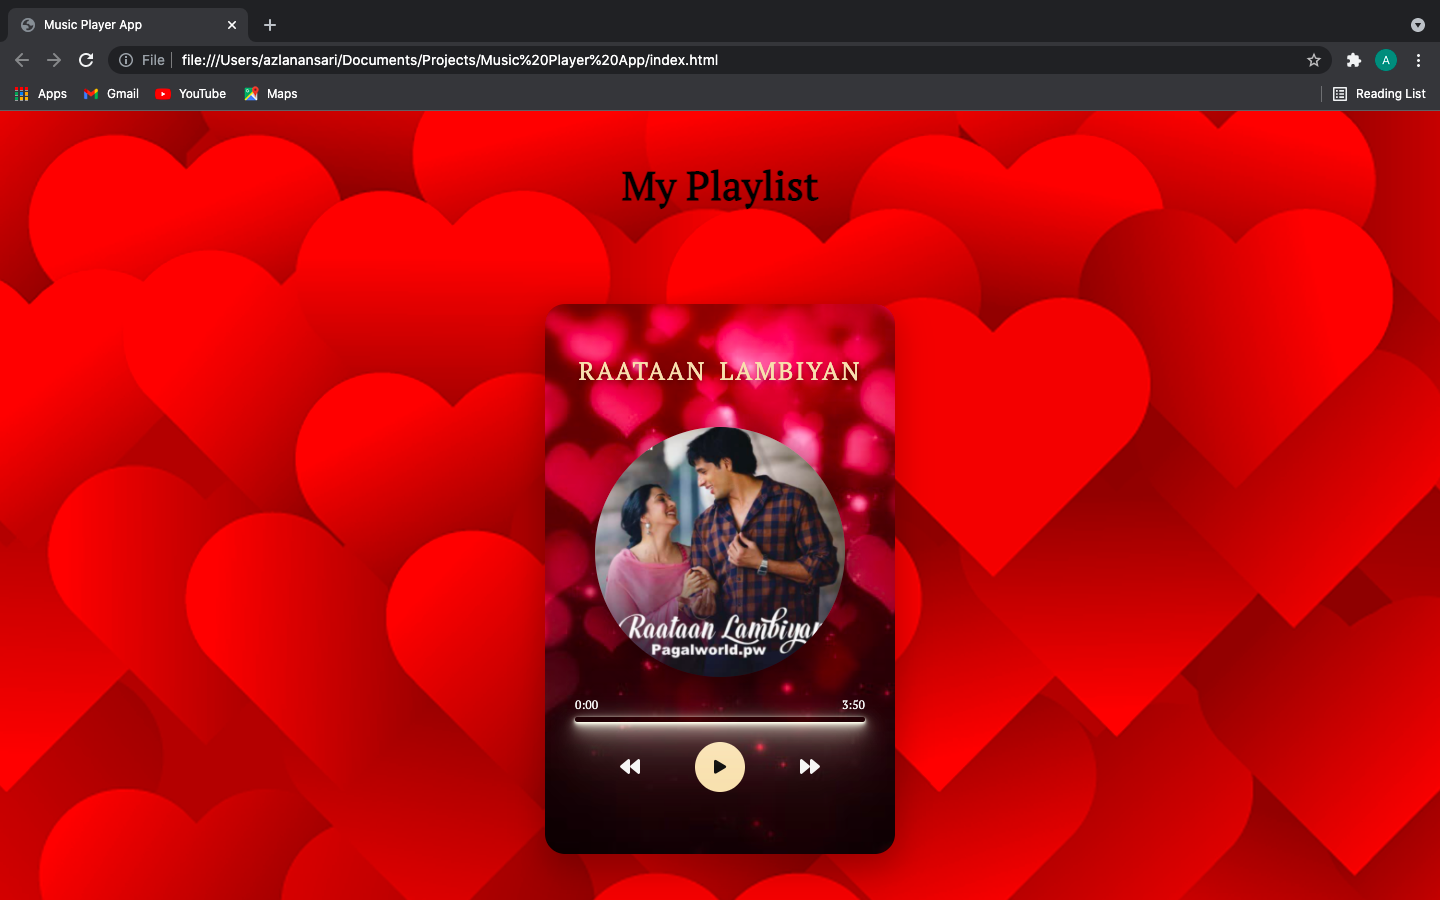 Music Player App
File
file:///Users/azlanansari/Documents/Projects/Music%20Player%20App/index.html
A
Apps
Gmail
YouTube
Maps
Reading List
My Playlist
RAATAAN LAMBIYAN
Raataan Lambiyan
Pagalworld.pw
0:00
3:50